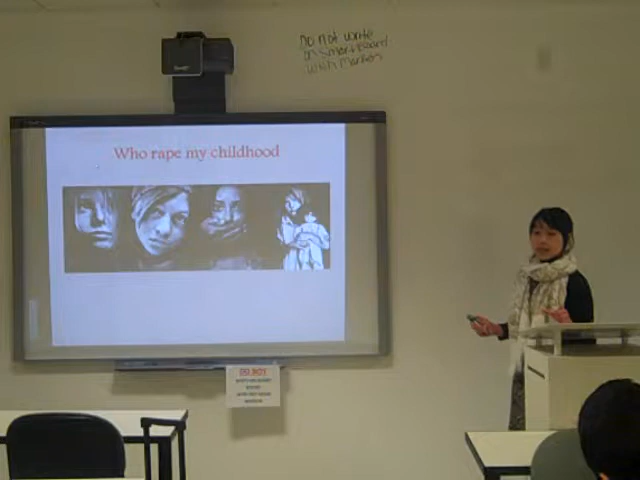 Do not write
on Smartboard
with markers
Who rape my childhood
DO NOT